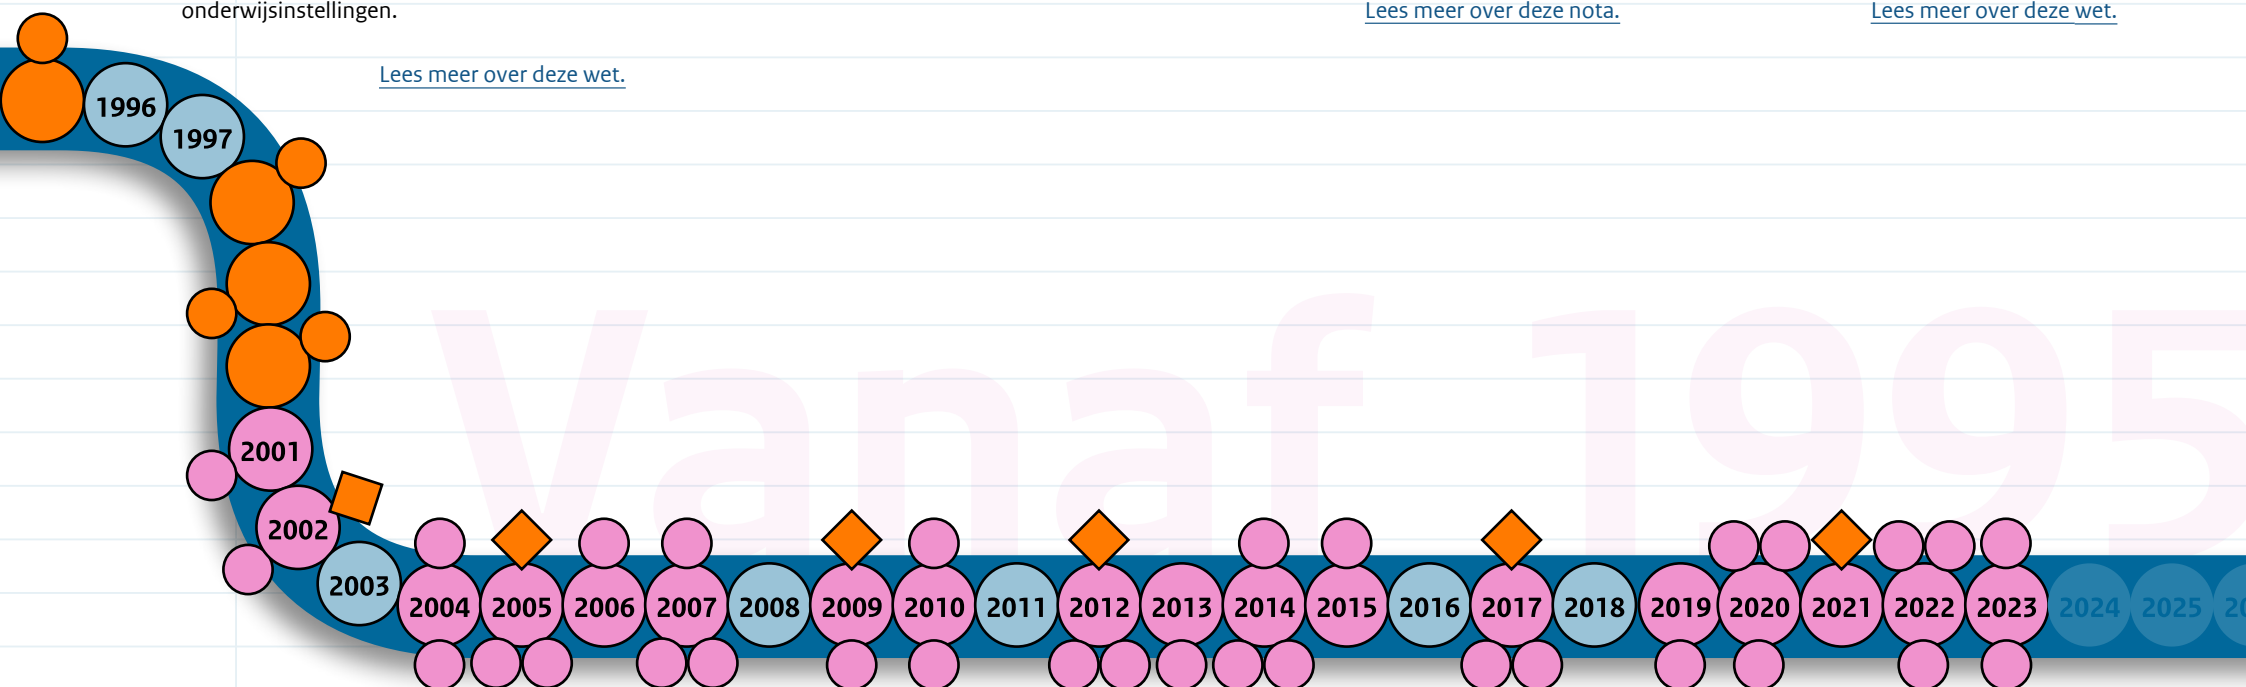 onderwijsinstellingen.
Lees meer over deze nota.
Lees meer over deze wet.
Lees meer over deze wet.
1996
1997
Vanaf 1995
2001
2002
2003
2004 2005 2006 2007 2008 2009 2010 2011 2012 2013 2014 2015 2016 2017 2018 2019 2020 2021 2022 2023 2024 2025